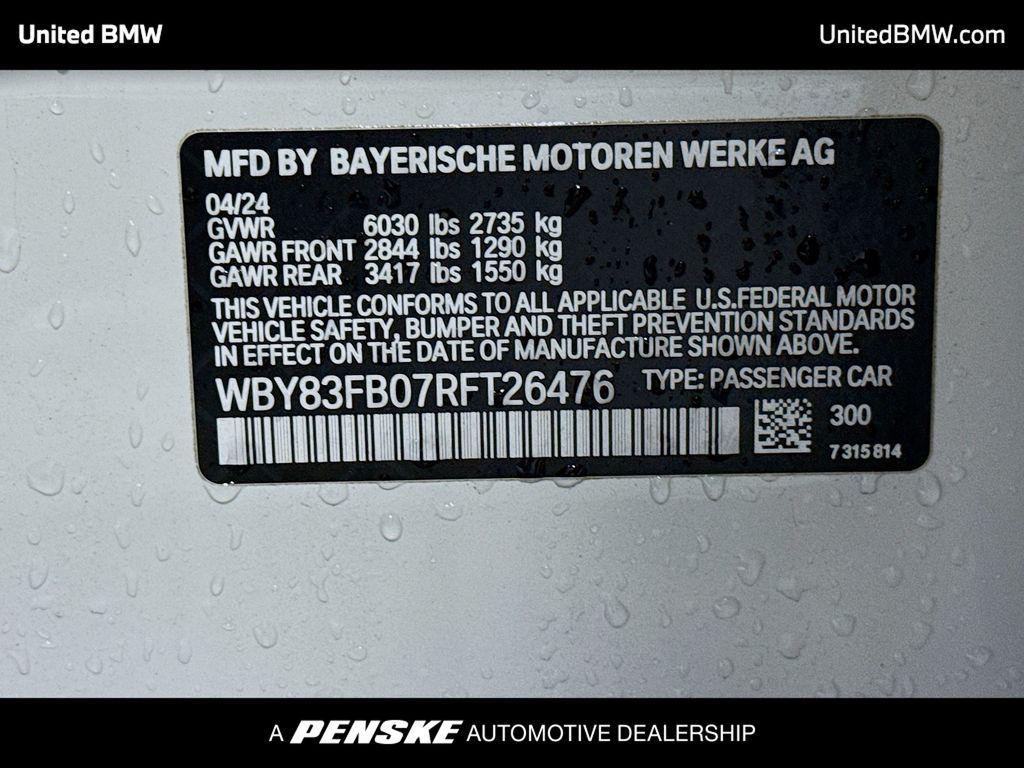 United BMW
UnitedBMW.com
MFD BY BAYERISCHE MOTOREN WERKE AG
04/24
GVWR 6030 lbs 2735 kg
GAWR FRONT 2844 lbs 1290 kg
GAWR REAR 3417 lbs 1550 kg
THIS VEHICLE CONFORMS TO ALL APPLICABLE U.S.FEDERAL MOTOR
VEHICLE SAFETY, BUMPER AND THEFT PREVENTION STANDARDS
IN EFFECT ON THE DATE OF MANUFACTURE SHOWN ABOVE.
WBY83FB07RFT26476 TYPE: PASSENGER CAR
300
7315814
A PENSKE AUTOMOTIVE DEALERSHIP